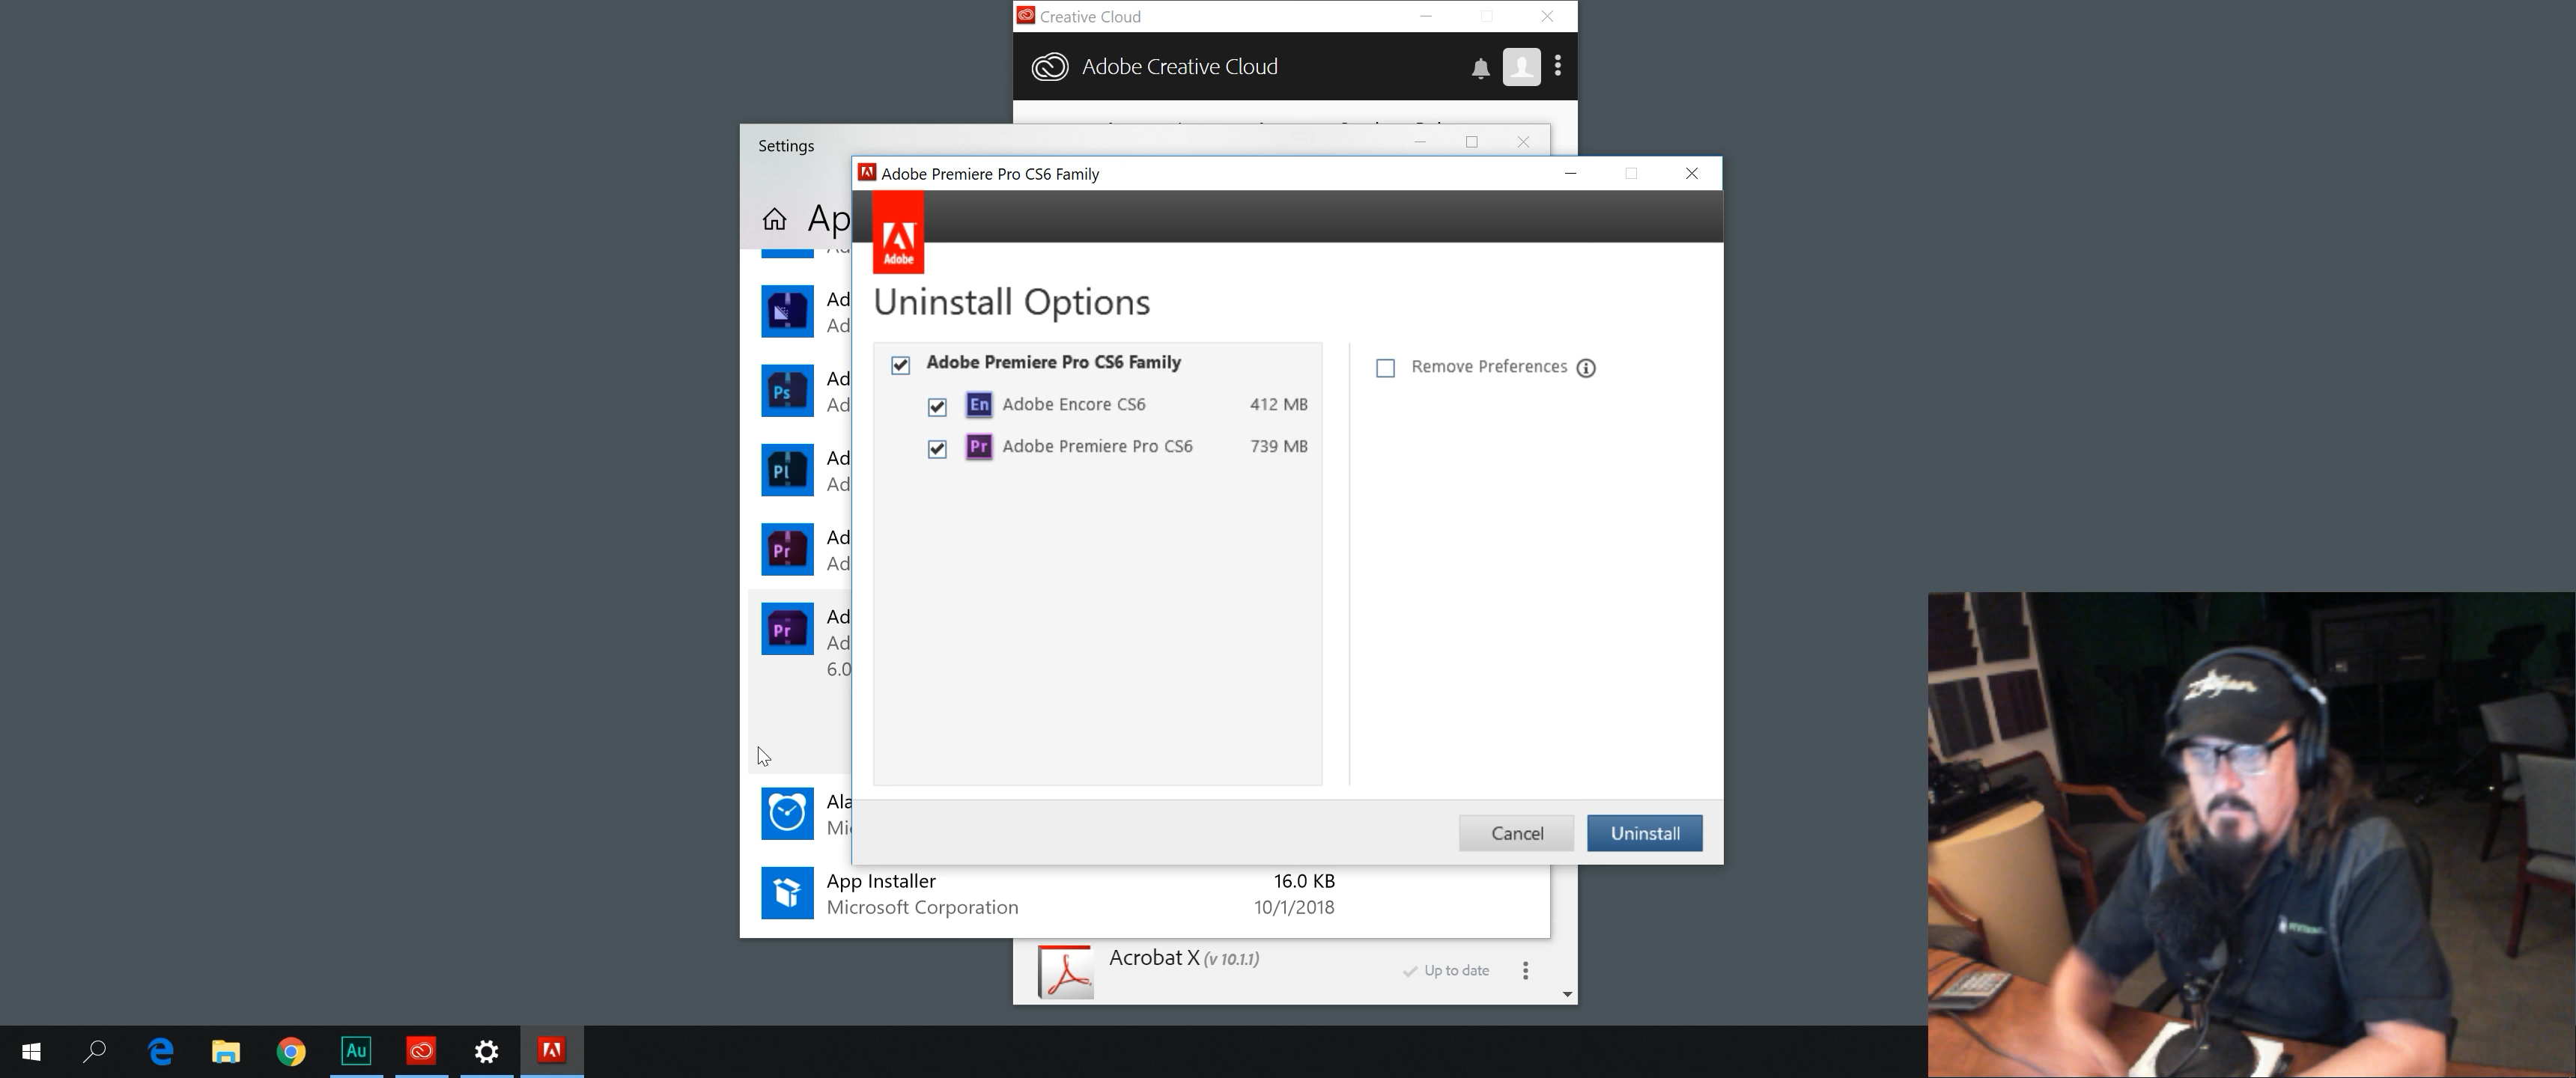 Creative Cloud
Adobe Creative Cloud
Settings
Adobe Premiere Pro CS6 Family
Ap
Adobe
Uninstall Options
Adobe Premiere Pro CS6 Family
En Adobe Encore CS6 412 MB
Pr Adobe Premiere Pro CS6 739 MB
Remove Preferences
Ad
Ad
Ps
Ad
Ad
Pl
Ad
Ad
Pr
Ad
Ad
Pr
Ad
Ad
6.0
Ala
Mic
Cancel
Uninstall
App Installer 16.0 KB
Microsoft Corporation 10/1/2018
Acrobat X (v 10.1.1)
Up to date
Au
Zildjian